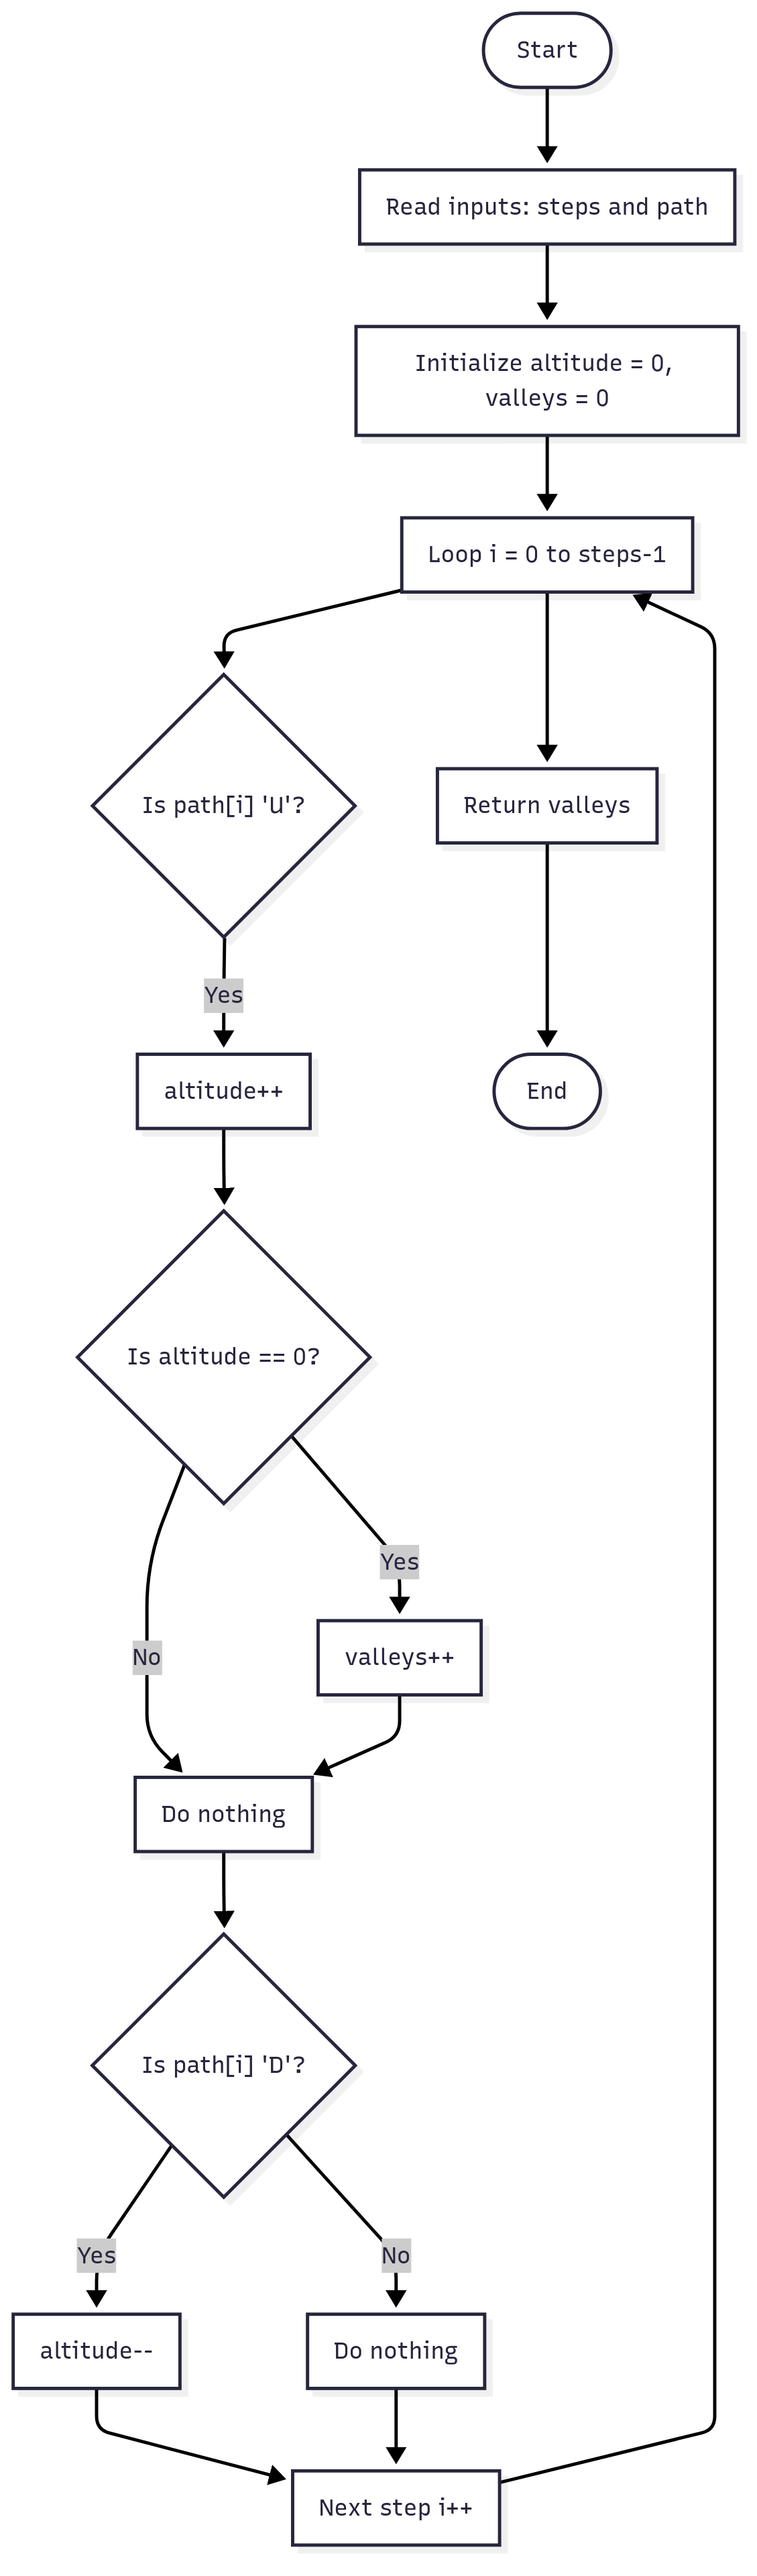 Start
Read inputs: steps and path
Initialize altitude = 0,
valleys = 0
Loop i = 0 to steps-1
Is path[i] 'U'?
Return valleys
Yes
altitude++
End
Is altitude == 0?
Yes
No
valleys++
Do nothing
Is path[i] 'D'?
Yes
No
altitude--
Do nothing
Next step i++